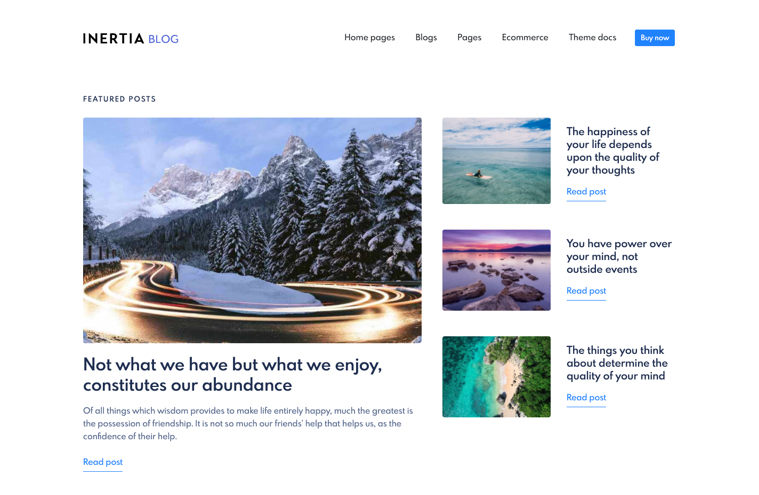 INERTIA BLOG
Home pages Blogs Pages Ecommerce Theme docs Buy now
FEATURED POSTS
Not what we have but what we enjoy,
constitutes our abundance
Of all things which wisdom provides to make life entirely happy, much the greatest is
the possession of friendship. It is not so much our friends' help that helps us, as the
confidence of their help.
Read post
The happiness of
your life depends
upon the quality of
your thoughts
Read post
You have power over
your mind, not
outside events
Read post
The things you think
about determine the
quality of your mind
Read post